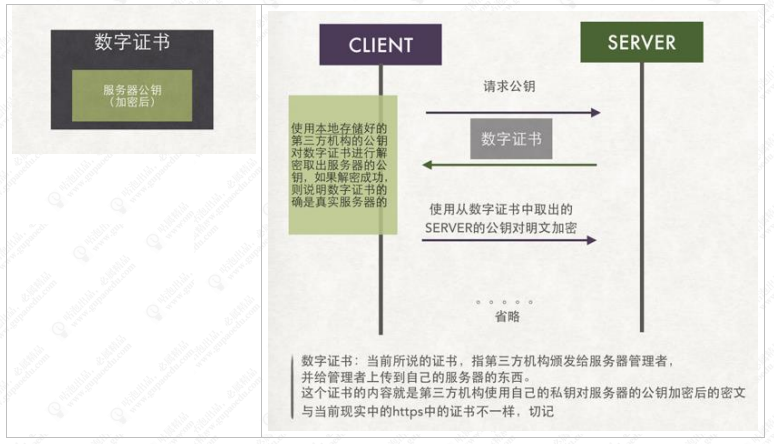 数字证书
服务器公钥
（加密后）
CLIENT
SERVER
请求公钥
使用本地存储好的
第三方机构的公钥
对数字证书进行解
密取出服务器的公
钥，如果解密成功，
则说明数字证书的
确是真实服务器的
数字证书
使用从数字证书中取出的
SERVER的公钥对明文加密
。。。。。
省略
数字证书：当前所说的证书，指第三方机构颁发给服务器管理者，
并给管理者上传到自己的服务器的东西。
这个证书的内容就是第三方机构使用自己的私钥对服务器的公钥加密后的密文
与当前现实中的https中的证书不一样，切记